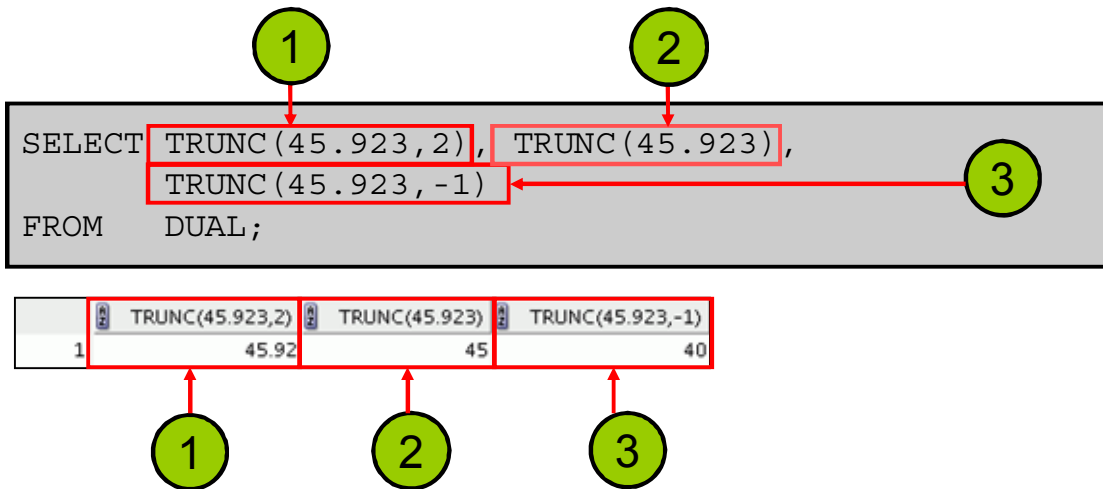 1 2
SELECT TRUNC(45.923,2), TRUNC(45.923),
TRUNC(45.923,-1) 3
FROM DUAL;
TRUNC(45.923,2) TRUNC(45.923) TRUNC(45.923,-1)
1 45.92 45 40
1 2 3